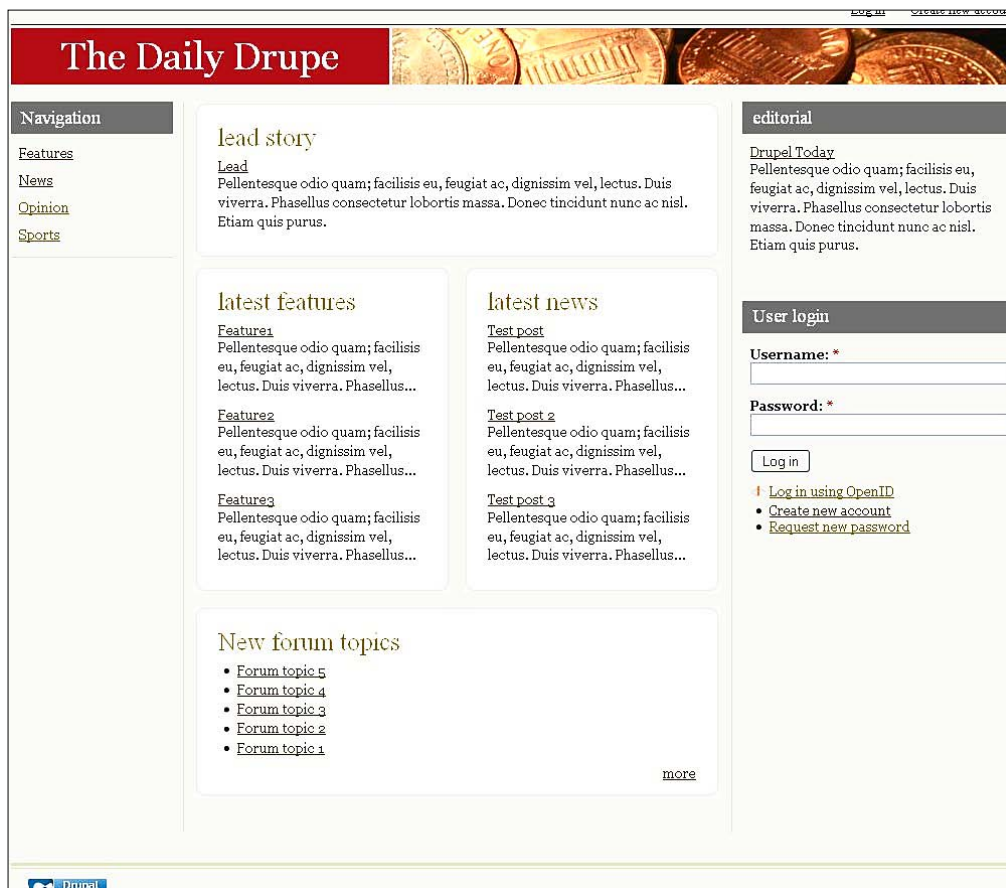 Log in Create new accou
The Daily Drupe
Navigation
Features
News
Opinion
Sports
lead story
Lead
Pellentesque odio quam; facilisis eu, feugiat ac, dignissim vel, lectus. Duis
viverra. Phasellus consectetur lobortis massa. Donec tincidunt nunc ac nisl.
Etiam quis purus.
latest features
Feature1
Pellentesque odio quam; facilisis
eu, feugiat ac, dignissim vel,
lectus. Duis viverra. Phasellus...
Feature2
Pellentesque odio quam; facilisis
eu, feugiat ac, dignissim vel,
lectus. Duis viverra. Phasellus...
Feature3
Pellentesque odio quam; facilisis
eu, feugiat ac, dignissim vel,
lectus. Duis viverra. Phasellus...
latest news
Test post
Pellentesque odio quam; facilisis
eu, feugiat ac, dignissim vel,
lectus. Duis viverra. Phasellus...
Test post 2
Pellentesque odio quam; facilisis
eu, feugiat ac, dignissim vel,
lectus. Duis viverra. Phasellus...
Test post 3
Pellentesque odio quam; facilisis
eu, feugiat ac, dignissim vel,
lectus. Duis viverra. Phasellus...
New forum topics
• Forum topic 5
• Forum topic 4
• Forum topic 3
• Forum topic 2
• Forum topic 1
more
editorial
Drupel Today
Pellentesque odio quam; facilisis eu,
feugiat ac, dignissim vel, lectus. Duis
viverra. Phasellus consectetur lobortis
massa. Donec tincidunt nunc ac nisl.
Etiam quis purus.
User login
Username: *
Password: *
Log in
Log in using OpenID
• Create new account
• Request new password
Drupal